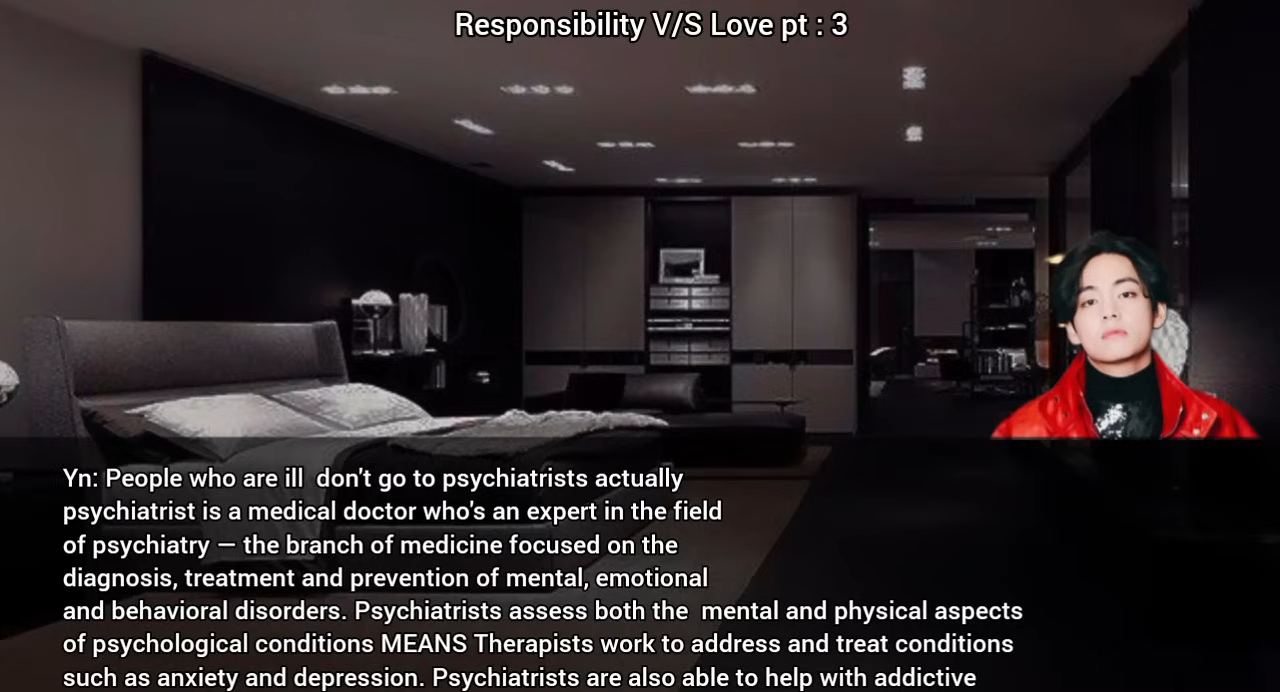 Responsibility V/S Love pt : 3
Yn: People who are ill  don't go to psychiatrists actually
psychiatrist is a medical doctor who's an expert in the field
of psychiatry — the branch of medicine focused on the
diagnosis, treatment and prevention of mental, emotional
and behavioral disorders. Psychiatrists assess both the  mental and physical aspects
of psychological conditions MEANS Therapists work to address and treat conditions
such as anxiety and depression. Psychiatrists are also able to help with addictive